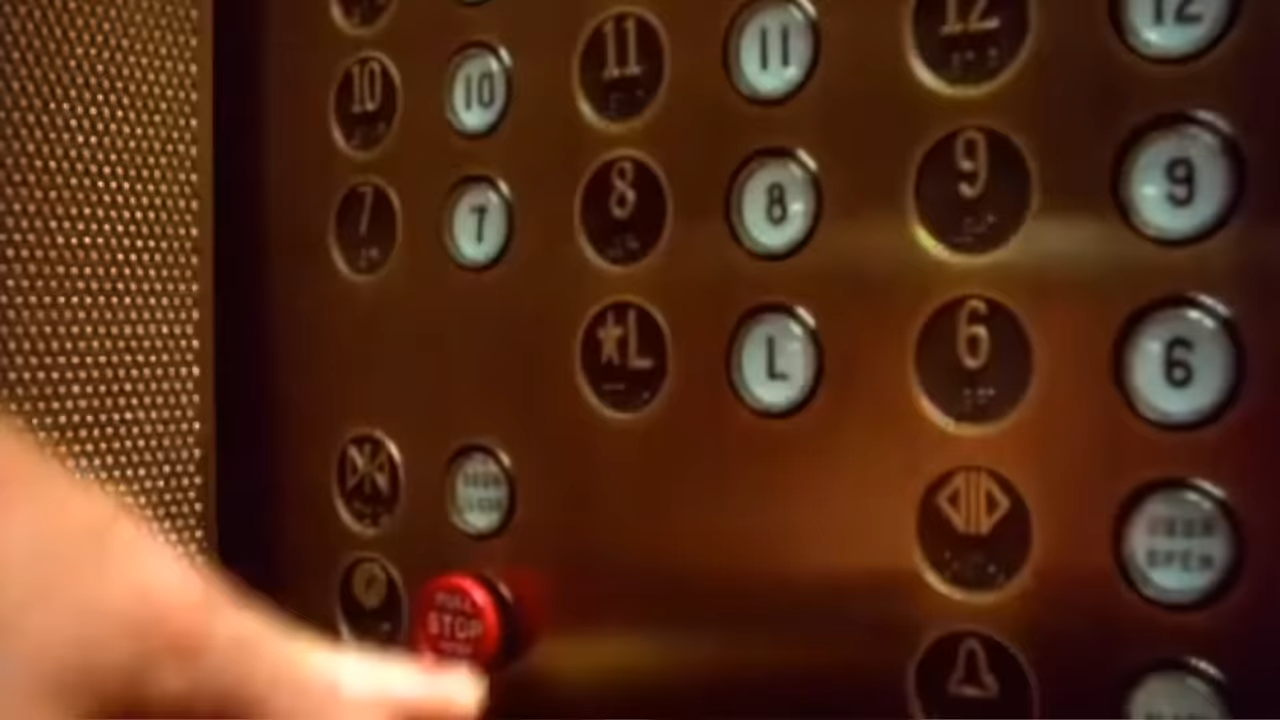 11 11 12 12
10 10
8 8 9 9
7 7
★L L 6 6
DOOR
OPEN
PULL
STOP